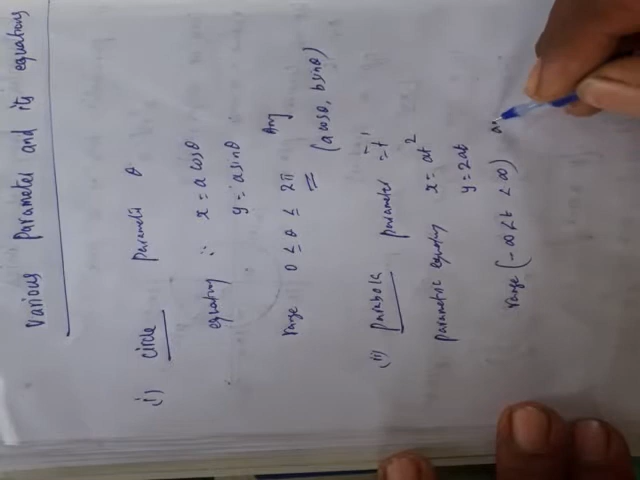 Various Parameter and its equations
(i) circle parameter θ
equation : x = a cosθ
y = a sinθ
range 0 ≤ θ ≤ 2π Any
(a cosθ, b sinθ)
(ii) parabola parameter = 't'
parametric equation x = at²
y = 2at
range (-∞ < t < ∞) a